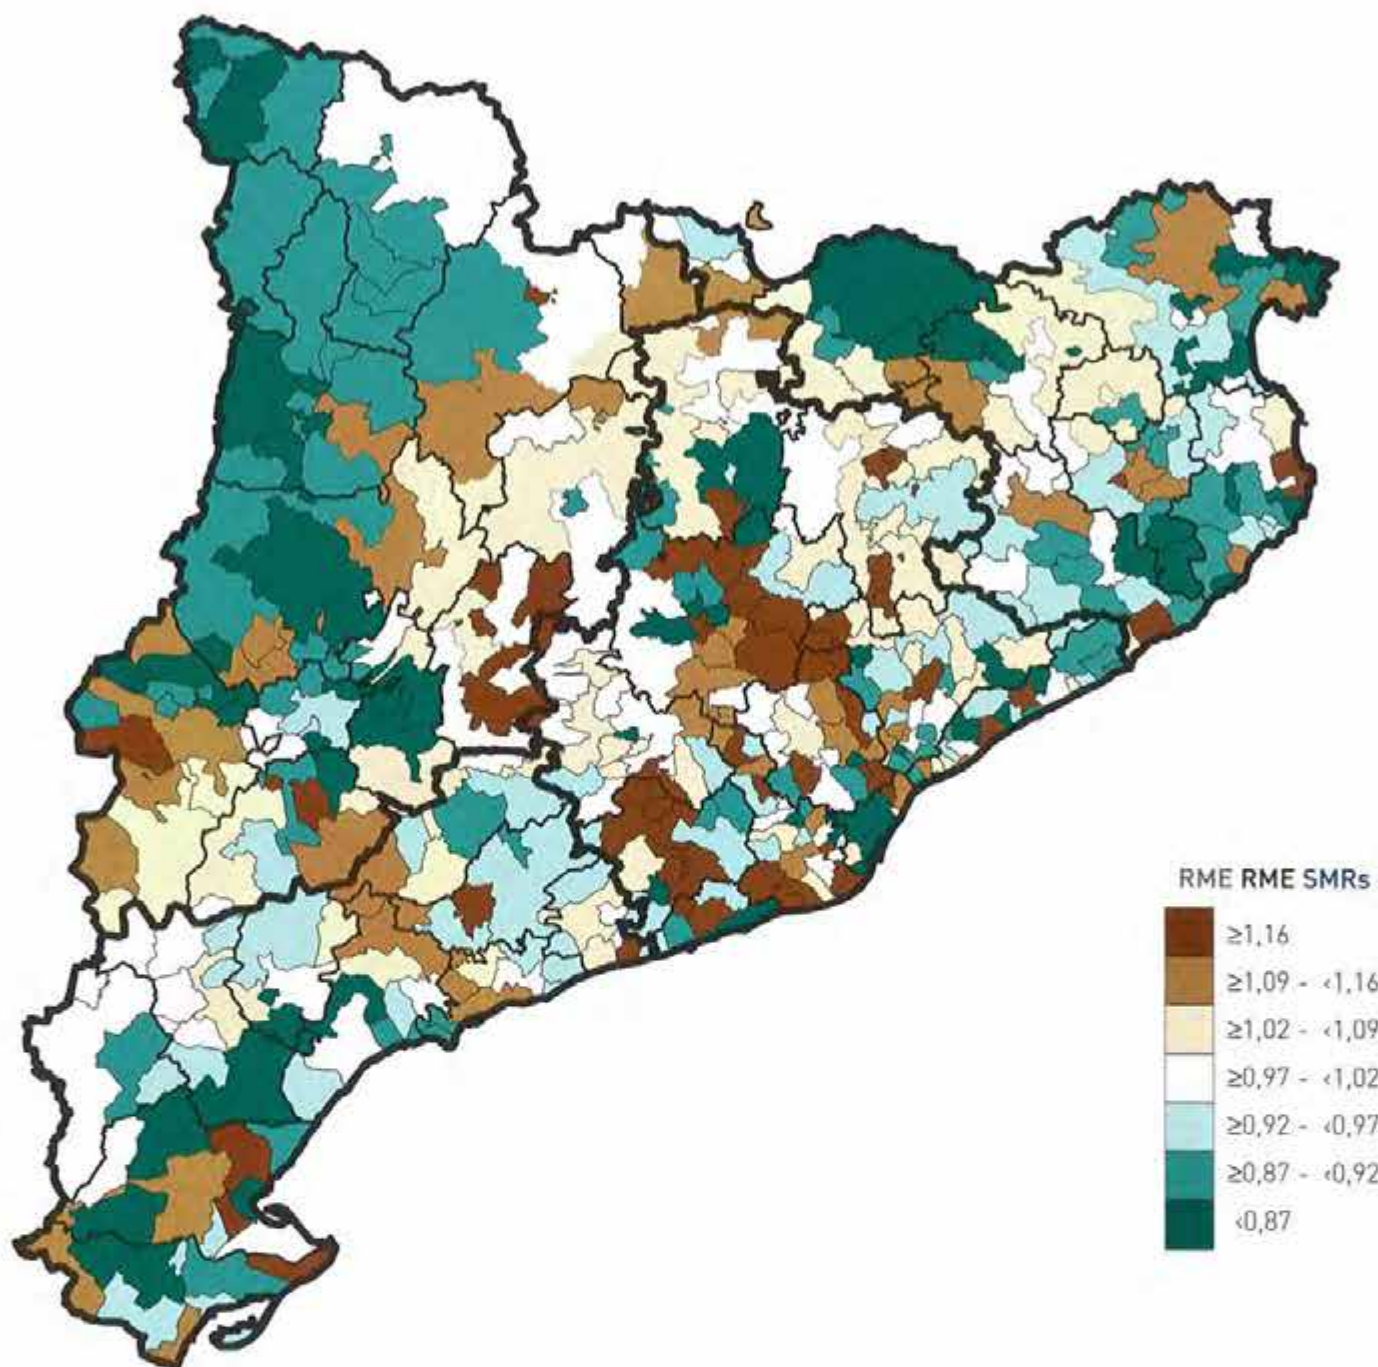 RME RME SMRs
≥1,16
≥1,09 - <1,16
≥1,02 - <1,09
≥0,97 - <1,02
≥0,92 - <0,97
≥0,87 - <0,92
<0,87